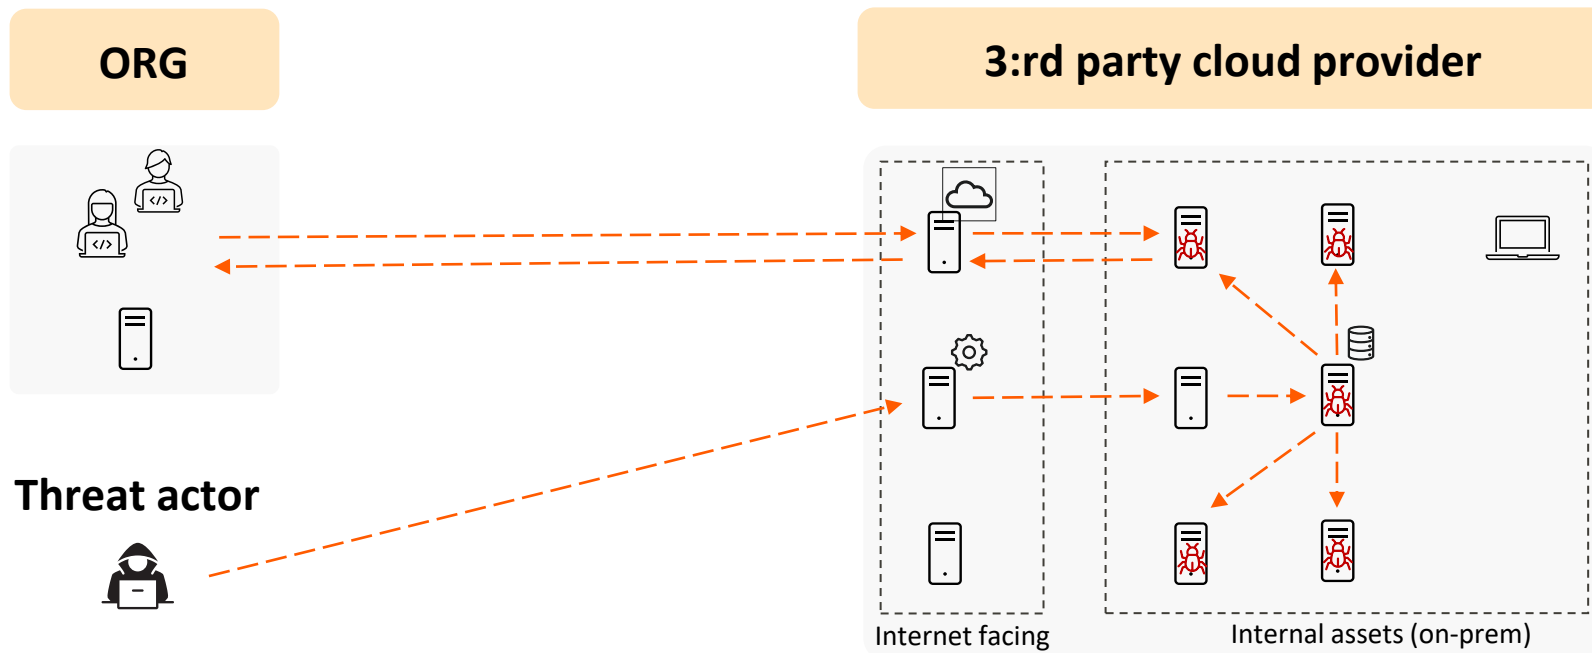 ORG
3:rd party cloud provider
</>
</>
Threat actor
Internet facing
Internal assets (on-prem)